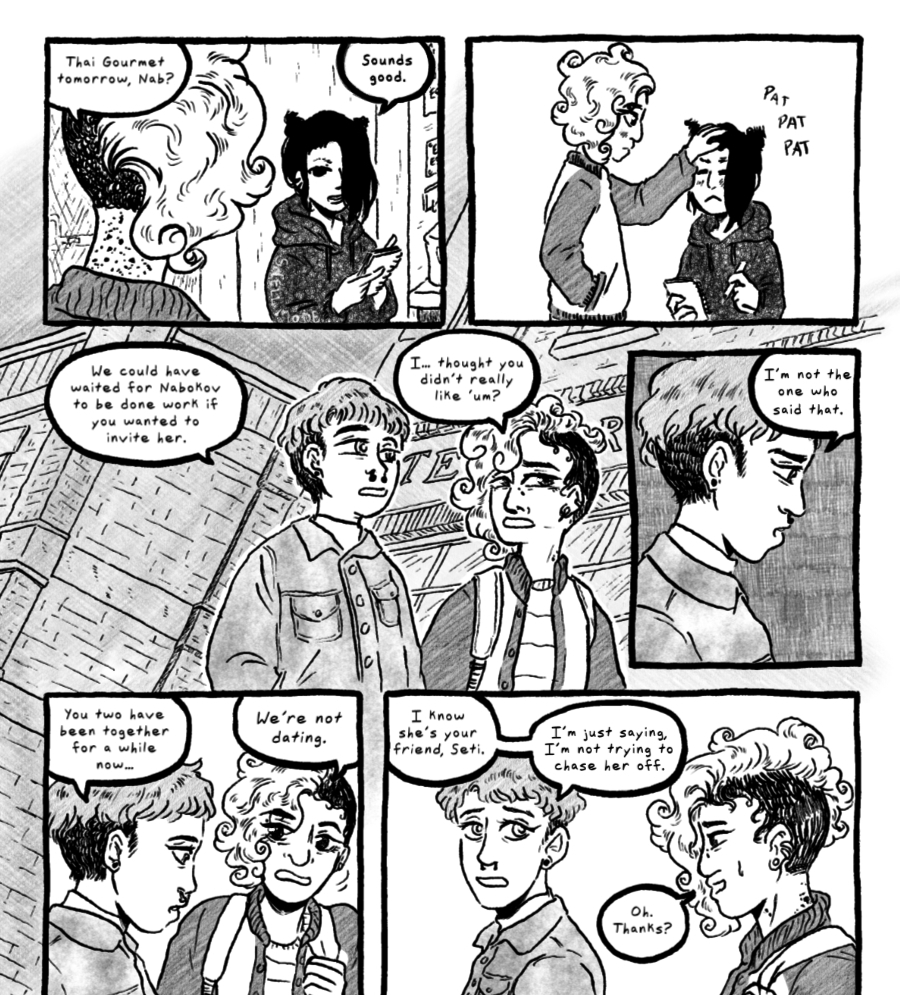 Thai Gourmet
tomorrow, Nab?
Sounds
good.
PAT
PAT
PAT
We could have
waited for Nabokov
to be done work if
you wanted to
invite her.
I... thought you
didn't really
like 'um?
I'm not the
one who
said that.
You two have
been together
for a while
now...
We're not
dating.
I know
she's your
friend, Seti.
I'm just saying,
I'm not trying to
chase her off.
Oh.
Thanks?